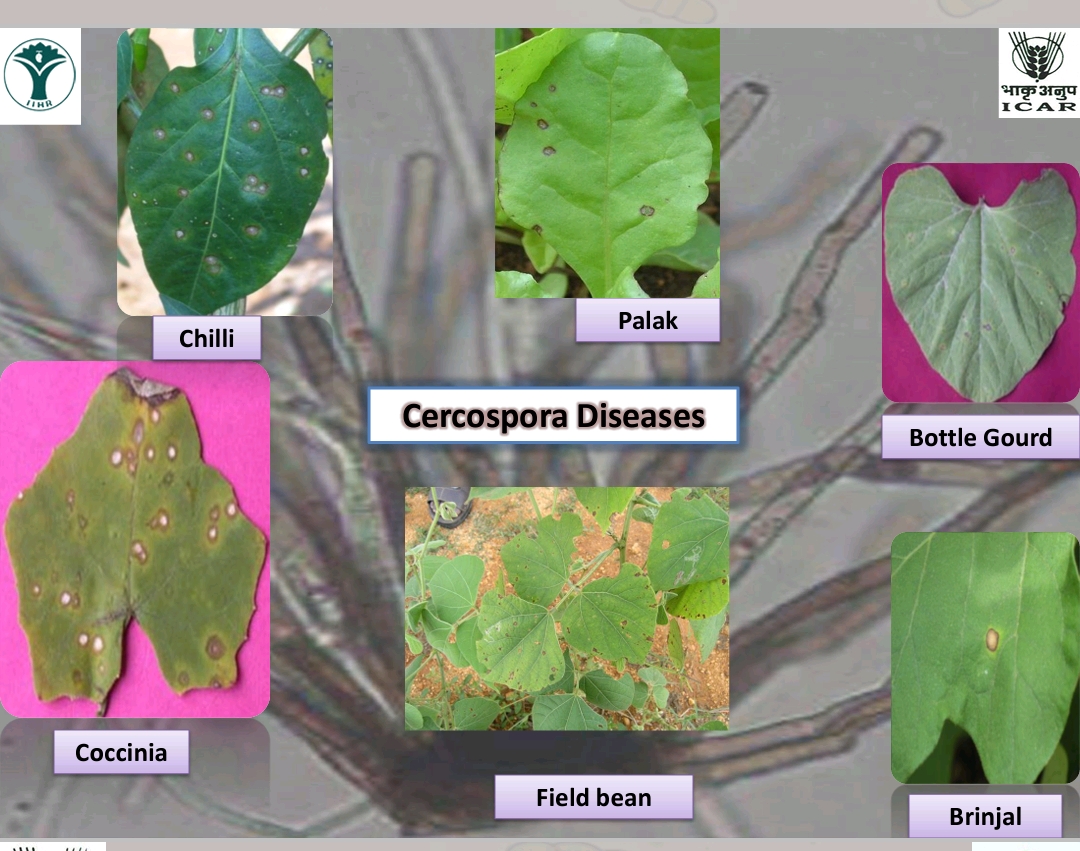 IIHR
भाकृअनुप
ICAR
Chilli
Palak
Cercospora Diseases
Bottle Gourd
Coccinia
Field bean
Brinjal